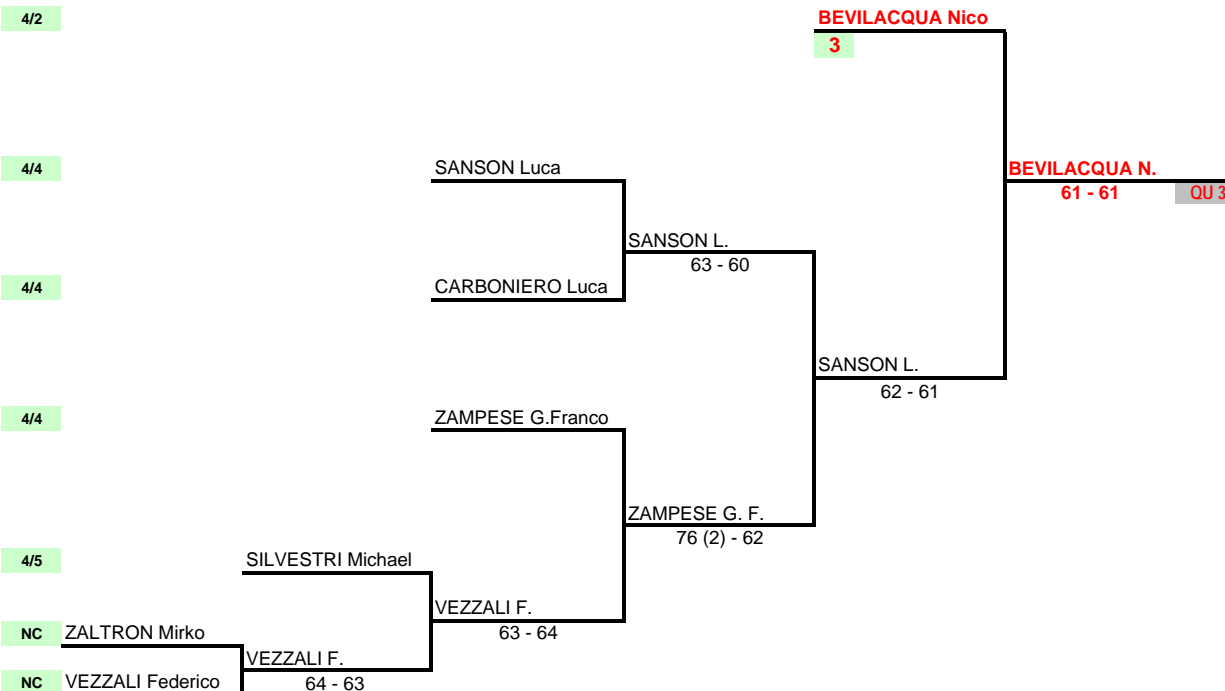 4/2 BEVILACQUA Nico
3
4/4 SANSON Luca BEVILACQUA N.
61 - 61 QU 3
SANSON L.
63 - 60
4/4 CARBONIERO Luca
SANSON L.
62 - 61
4/4 ZAMPESE G.Franco
ZAMPESE G. F.
76 (2) - 62
4/5 SILVESTRI Michael
VEZZALI F.
63 - 64
NC ZALTRON Mirko
VEZZALI F.
64 - 63
NC VEZZALI Federico